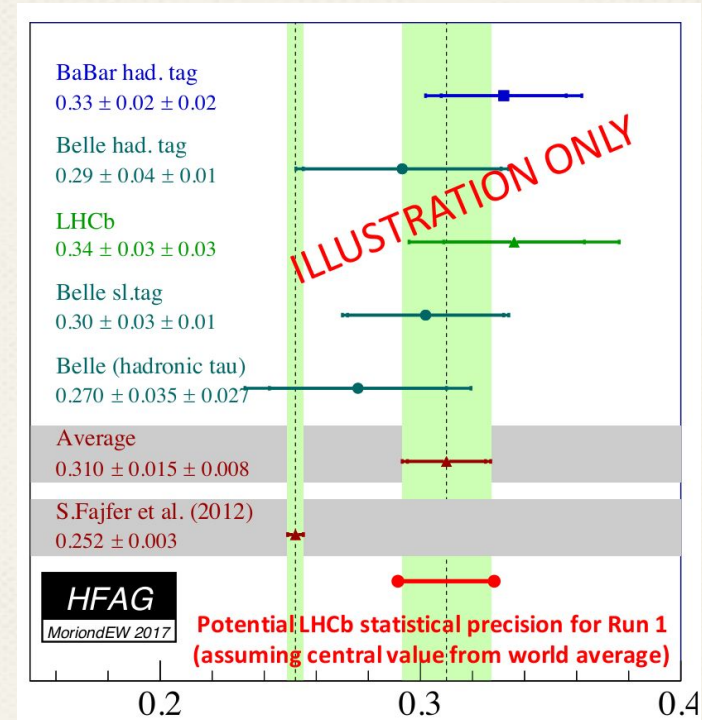 BaBar had. tag
0.33 ± 0.02 ± 0.02
Belle had. tag
0.29 ± 0.04 ± 0.01
ILLUSTRATION ONLY
LHCb
0.34 ± 0.03 ± 0.03
Belle sl.tag
0.30 ± 0.03 ± 0.01
Belle (hadronic tau)
0.270 ± 0.035 ± 0.027
Average
0.310 ± 0.015 ± 0.008
S.Fajfer et al. (2012)
0.252 ± 0.003
HFAG
MoriondEW 2017
Potential LHCb statistical precision for Run 1
(assuming central value from world average)
0.2 0.3 0.4